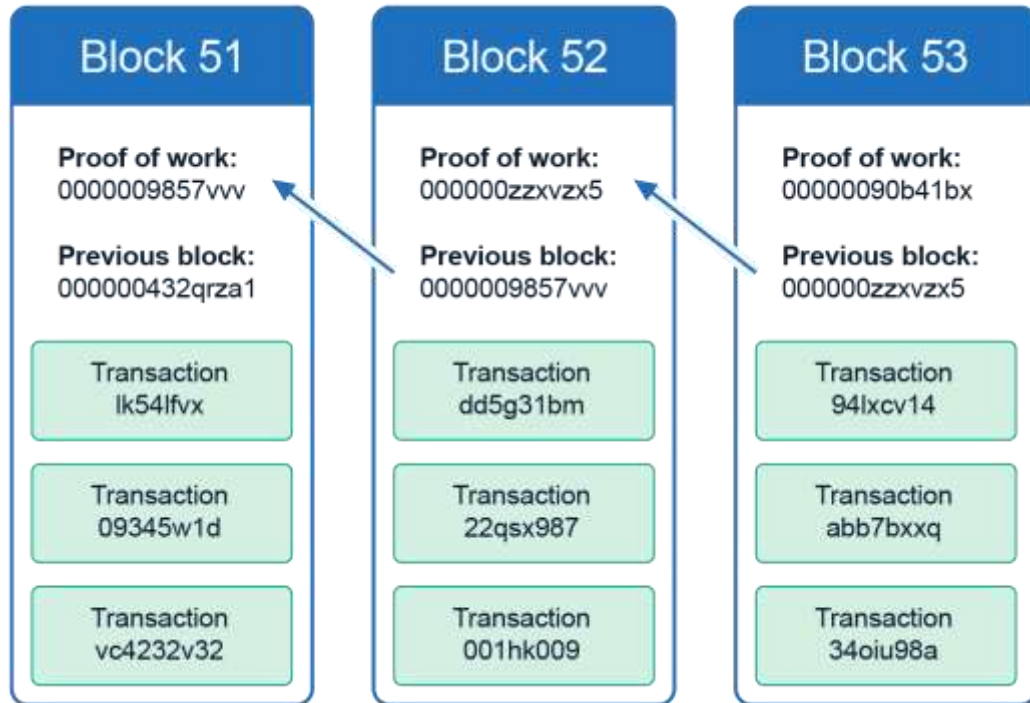 Block 51
Proof of work:
0000009857vvv
Previous block:
000000432qrza1
Transaction
lk54lfvx
Transaction
09345w1d
Transaction
vc4232v32
Block 52
Proof of work:
000000zzxvzx5
Previous block:
0000009857vvv
Transaction
dd5g31bm
Transaction
22qsx987
Transaction
001hk009
Block 53
Proof of work:
00000090b41bx
Previous block:
000000zzxvzx5
Transaction
94lxcv14
Transaction
abb7bxxq
Transaction
34oiu98a